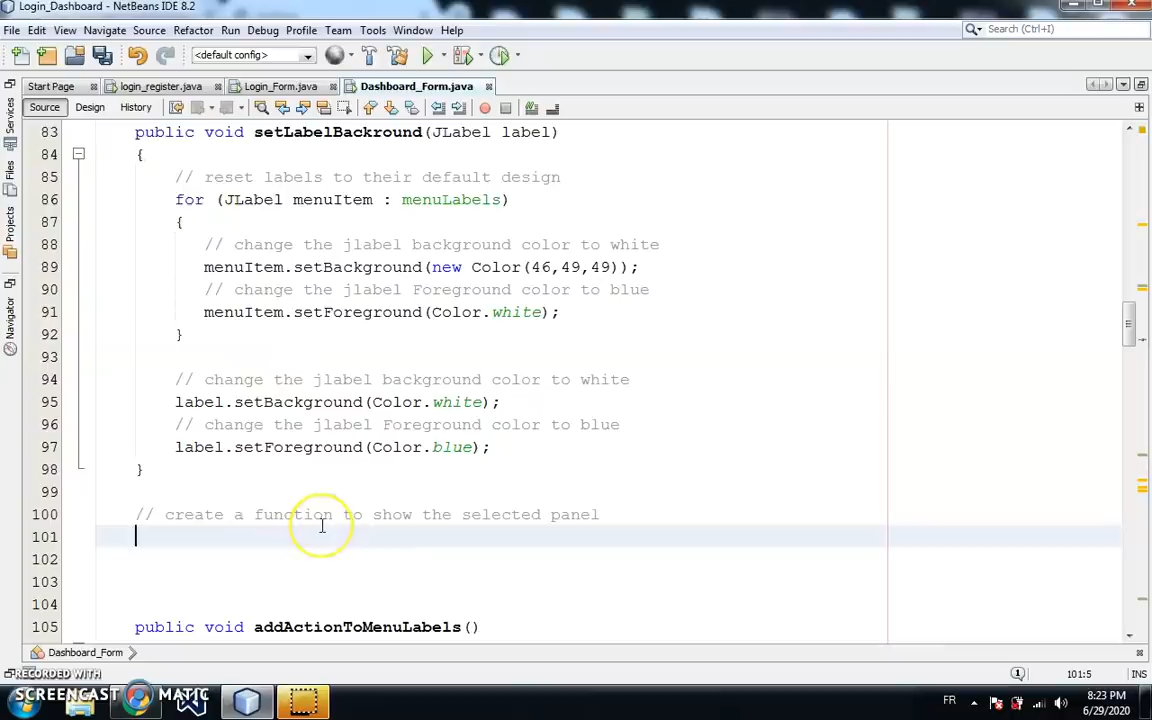 Login_Dashboard - NetBeans IDE 8.2
File Edit View Navigate Source Refactor Run Debug Profile Team Tools Window Help
Search (Ctrl+I)
<default config>
Start Page login_register.java Login_Form.java Dashboard_Form.java
Source Design History
Services
Files
Projects
Navigator
83 public void setLabelBackround(JLabel label)
84 {
85 // reset labels to their default design
86 for (JLabel menuItem : menuLabels)
87 {
88 // change the jlabel background color to white
89 menuItem.setBackground(new Color(46,49,49));
90 // change the jlabel Foreground color to blue
91 menuItem.setForeground(Color.white);
92 }
93
94 // change the jlabel background color to white
95 label.setBackground(Color.white);
96 // change the jlabel Foreground color to blue
97 label.setForeground(Color.blue);
98 }
99
100 // create a function to show the selected panel
101
102
103
104
105 public void addActionToMenuLabels()
Dashboard_Form
1 101:5 INS
RECORDED WITH
SCREENCAST MATIC
FR
8:23 PM
6/29/2020